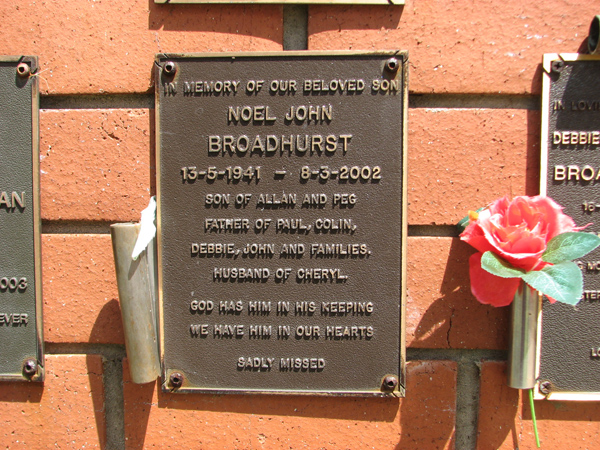 IN MEMORY OF OUR BELOVED SON
NOEL JOHN
BROADHURST
13-5-1941 - 8-3-2002
SON OF ALLAN AND PEG
FATHER OF PAUL, COLIN,
DEBBIE, JOHN AND FAMILIES.
HUSBAND OF CHERYL.
GOD HAS HIM IN HIS KEEPING
WE HAVE HIM IN OUR HEARTS
SADLY MISSED
AN
003
EVER
IN LOVI
DEBBIE
BROA